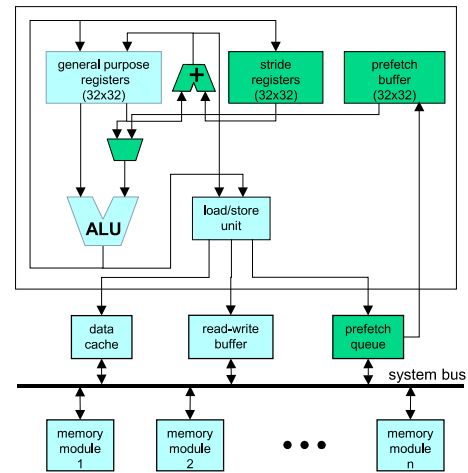 general purpose
registers
(32x32)
+
stride
registers
(32x32)
prefetch
buffer
(32x32)
ALU
load/store
unit
data
cache
read-write
buffer
prefetch
queue
system bus
memory
module
1
memory
module
2
memory
module
n